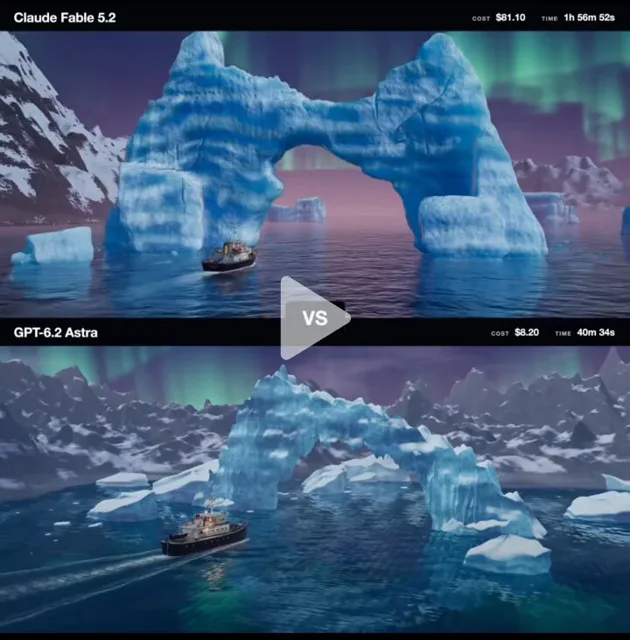 Claude Fable 5.2 COST $81.10 TIME 1h 56m 52s
VS
GPT-6.2 Astra COST $8.20 TIME 40m 34s